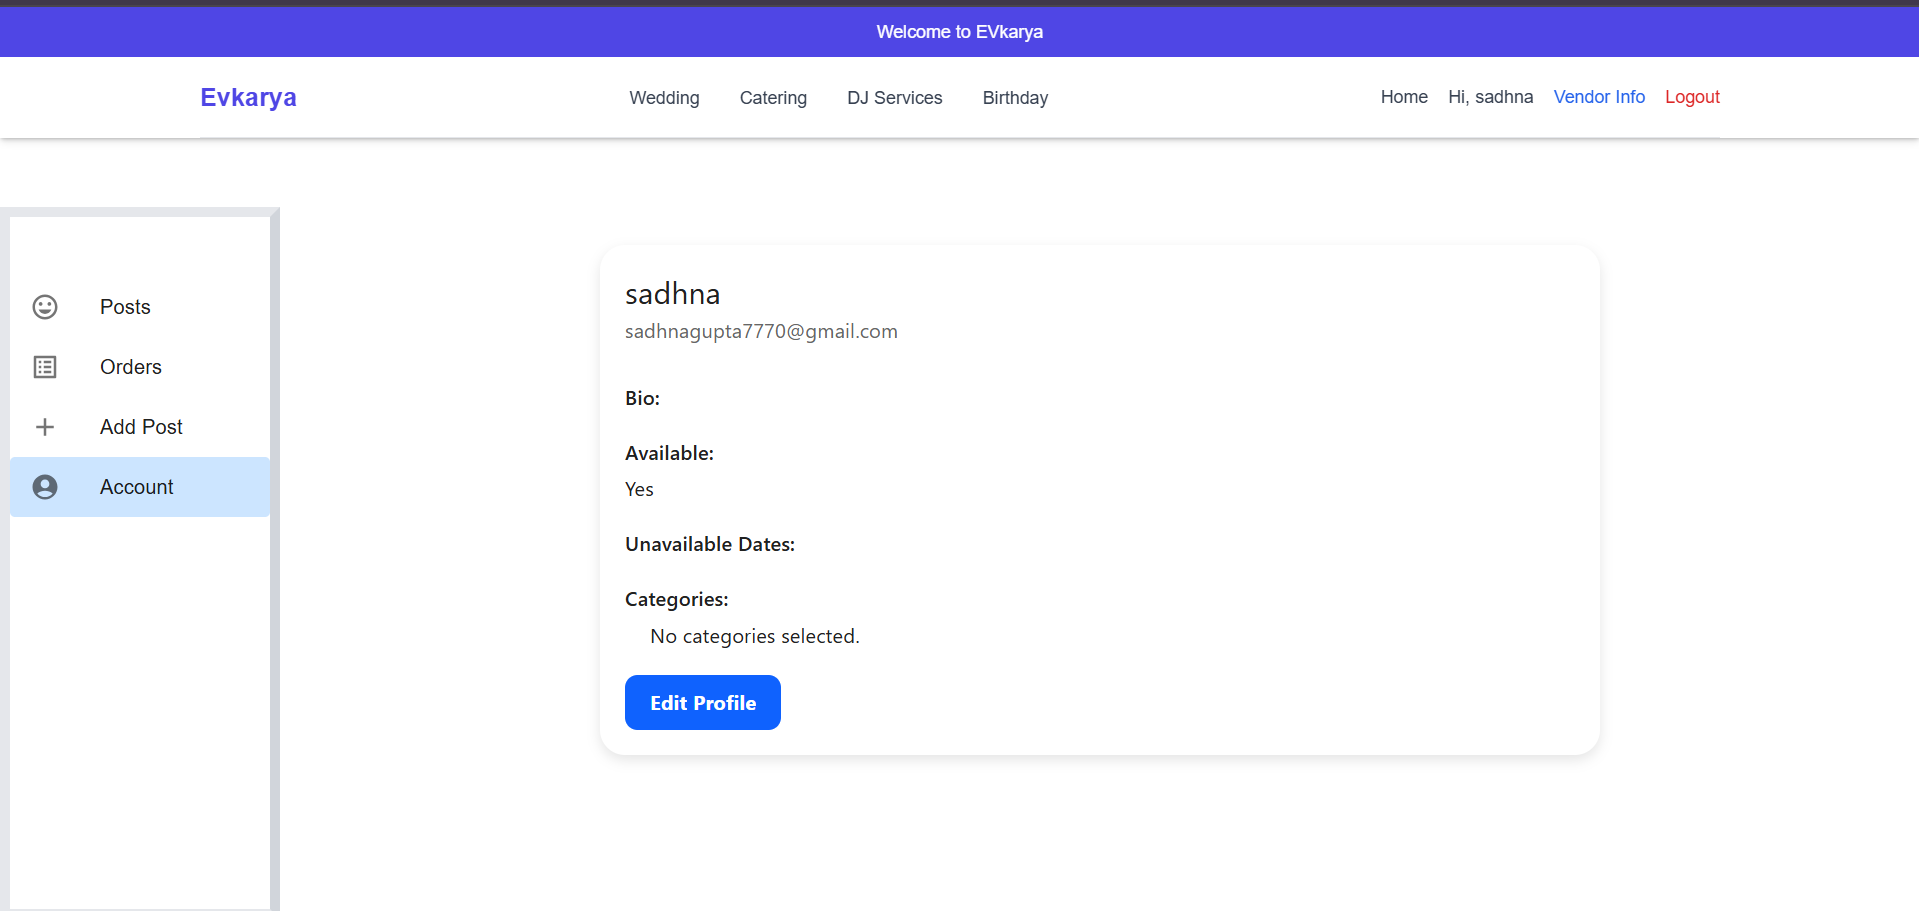 Welcome to EVkarya
Evkarya Wedding Catering DJ Services Birthday Home Hi, sadhna Vendor Info Logout
Posts
Orders
Add Post
Account
sadhna
sadhnagupta7770@gmail.com
Bio:
Available:
Yes
Unavailable Dates:
Categories:
No categories selected.
Edit Profile